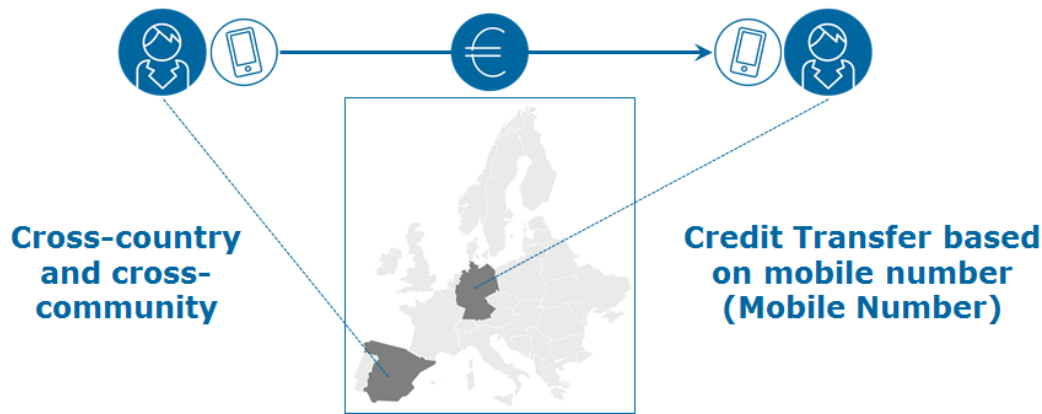 €
Cross-country
and cross-
community
Credit Transfer based
on mobile number
(Mobile Number)